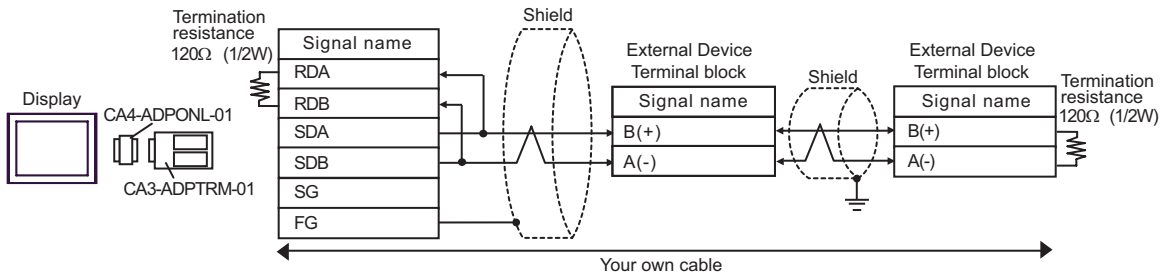 Termination
resistance
120Ω (1/2W)
Display
CA4-ADPONL-01
CA3-ADPTRM-01
Signal name
RDA
RDB
SDA
SDB
SG
FG
Shield
External Device
Terminal block
Signal name
B(+)
A(-)
Shield
External Device
Terminal block
Signal name
B(+)
A(-)
Termination
resistance
120Ω (1/2W)
Your own cable